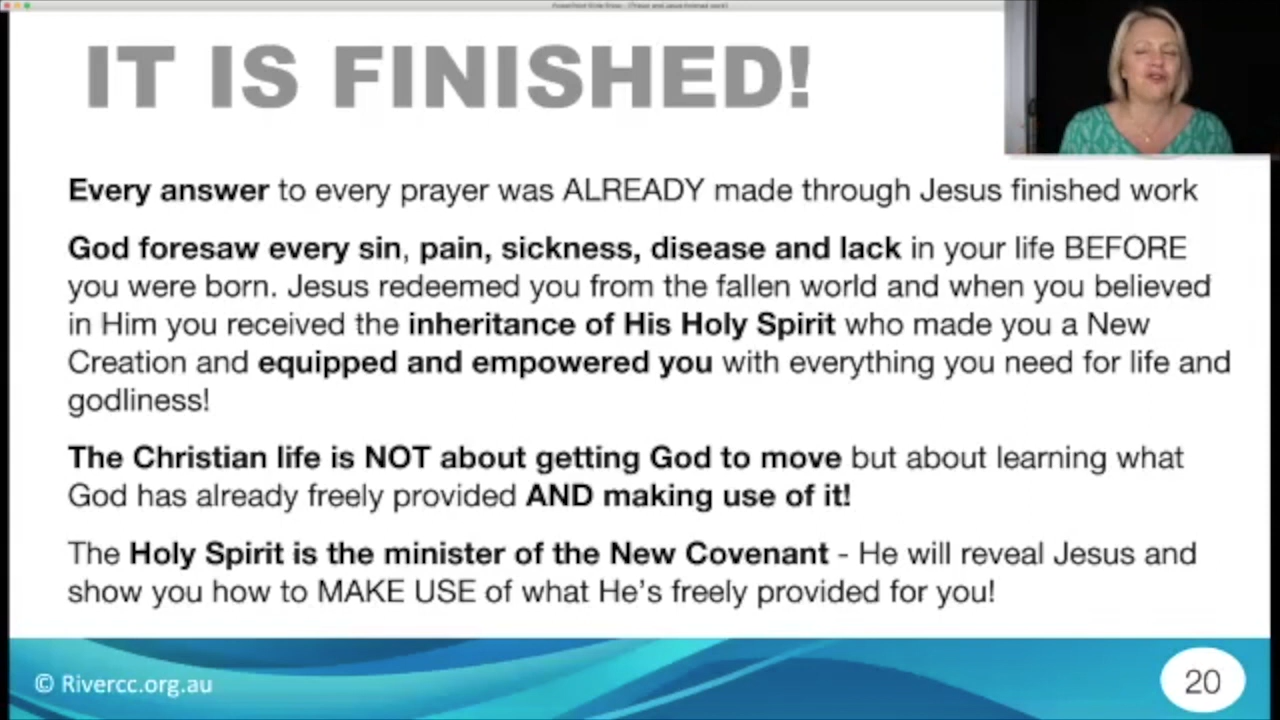 IT IS FINISHED!
Every answer to every prayer was ALREADY made through Jesus finished work
God foresaw every sin, pain, sickness, disease and lack in your life BEFORE
you were born. Jesus redeemed you from the fallen world and when you believed
in Him you received the inheritance of His Holy Spirit who made you a New
Creation and equipped and empowered you with everything you need for life and
godliness!
The Christian life is NOT about getting God to move but about learning what
God has already freely provided AND making use of it!
The Holy Spirit is the minister of the New Covenant - He will reveal Jesus and
show you how to MAKE USE of what He's freely provided for you!
© Rivercc.org.au
20